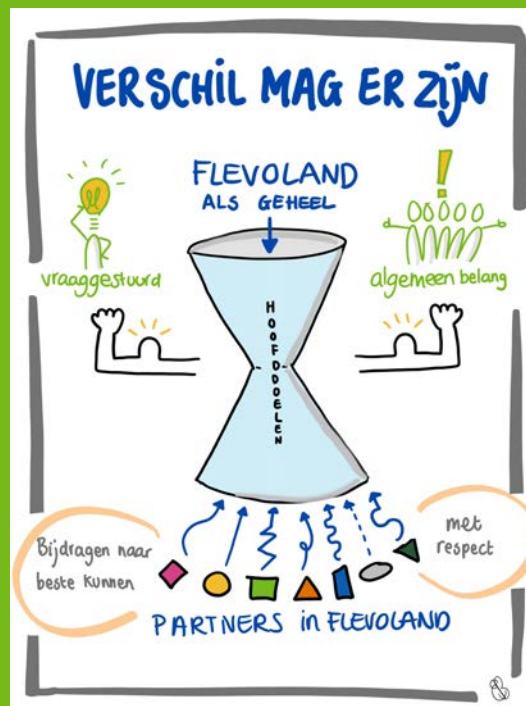 VERSCHIL MAG ER ZIJN
FLEVOLAND
ALS GEHEEL
vraaggestuurd
algemeen belang
HOOFDDOELEN
Bijdragen naar
beste kunnen
met
respect
PARTNERS in FLEVOLAND